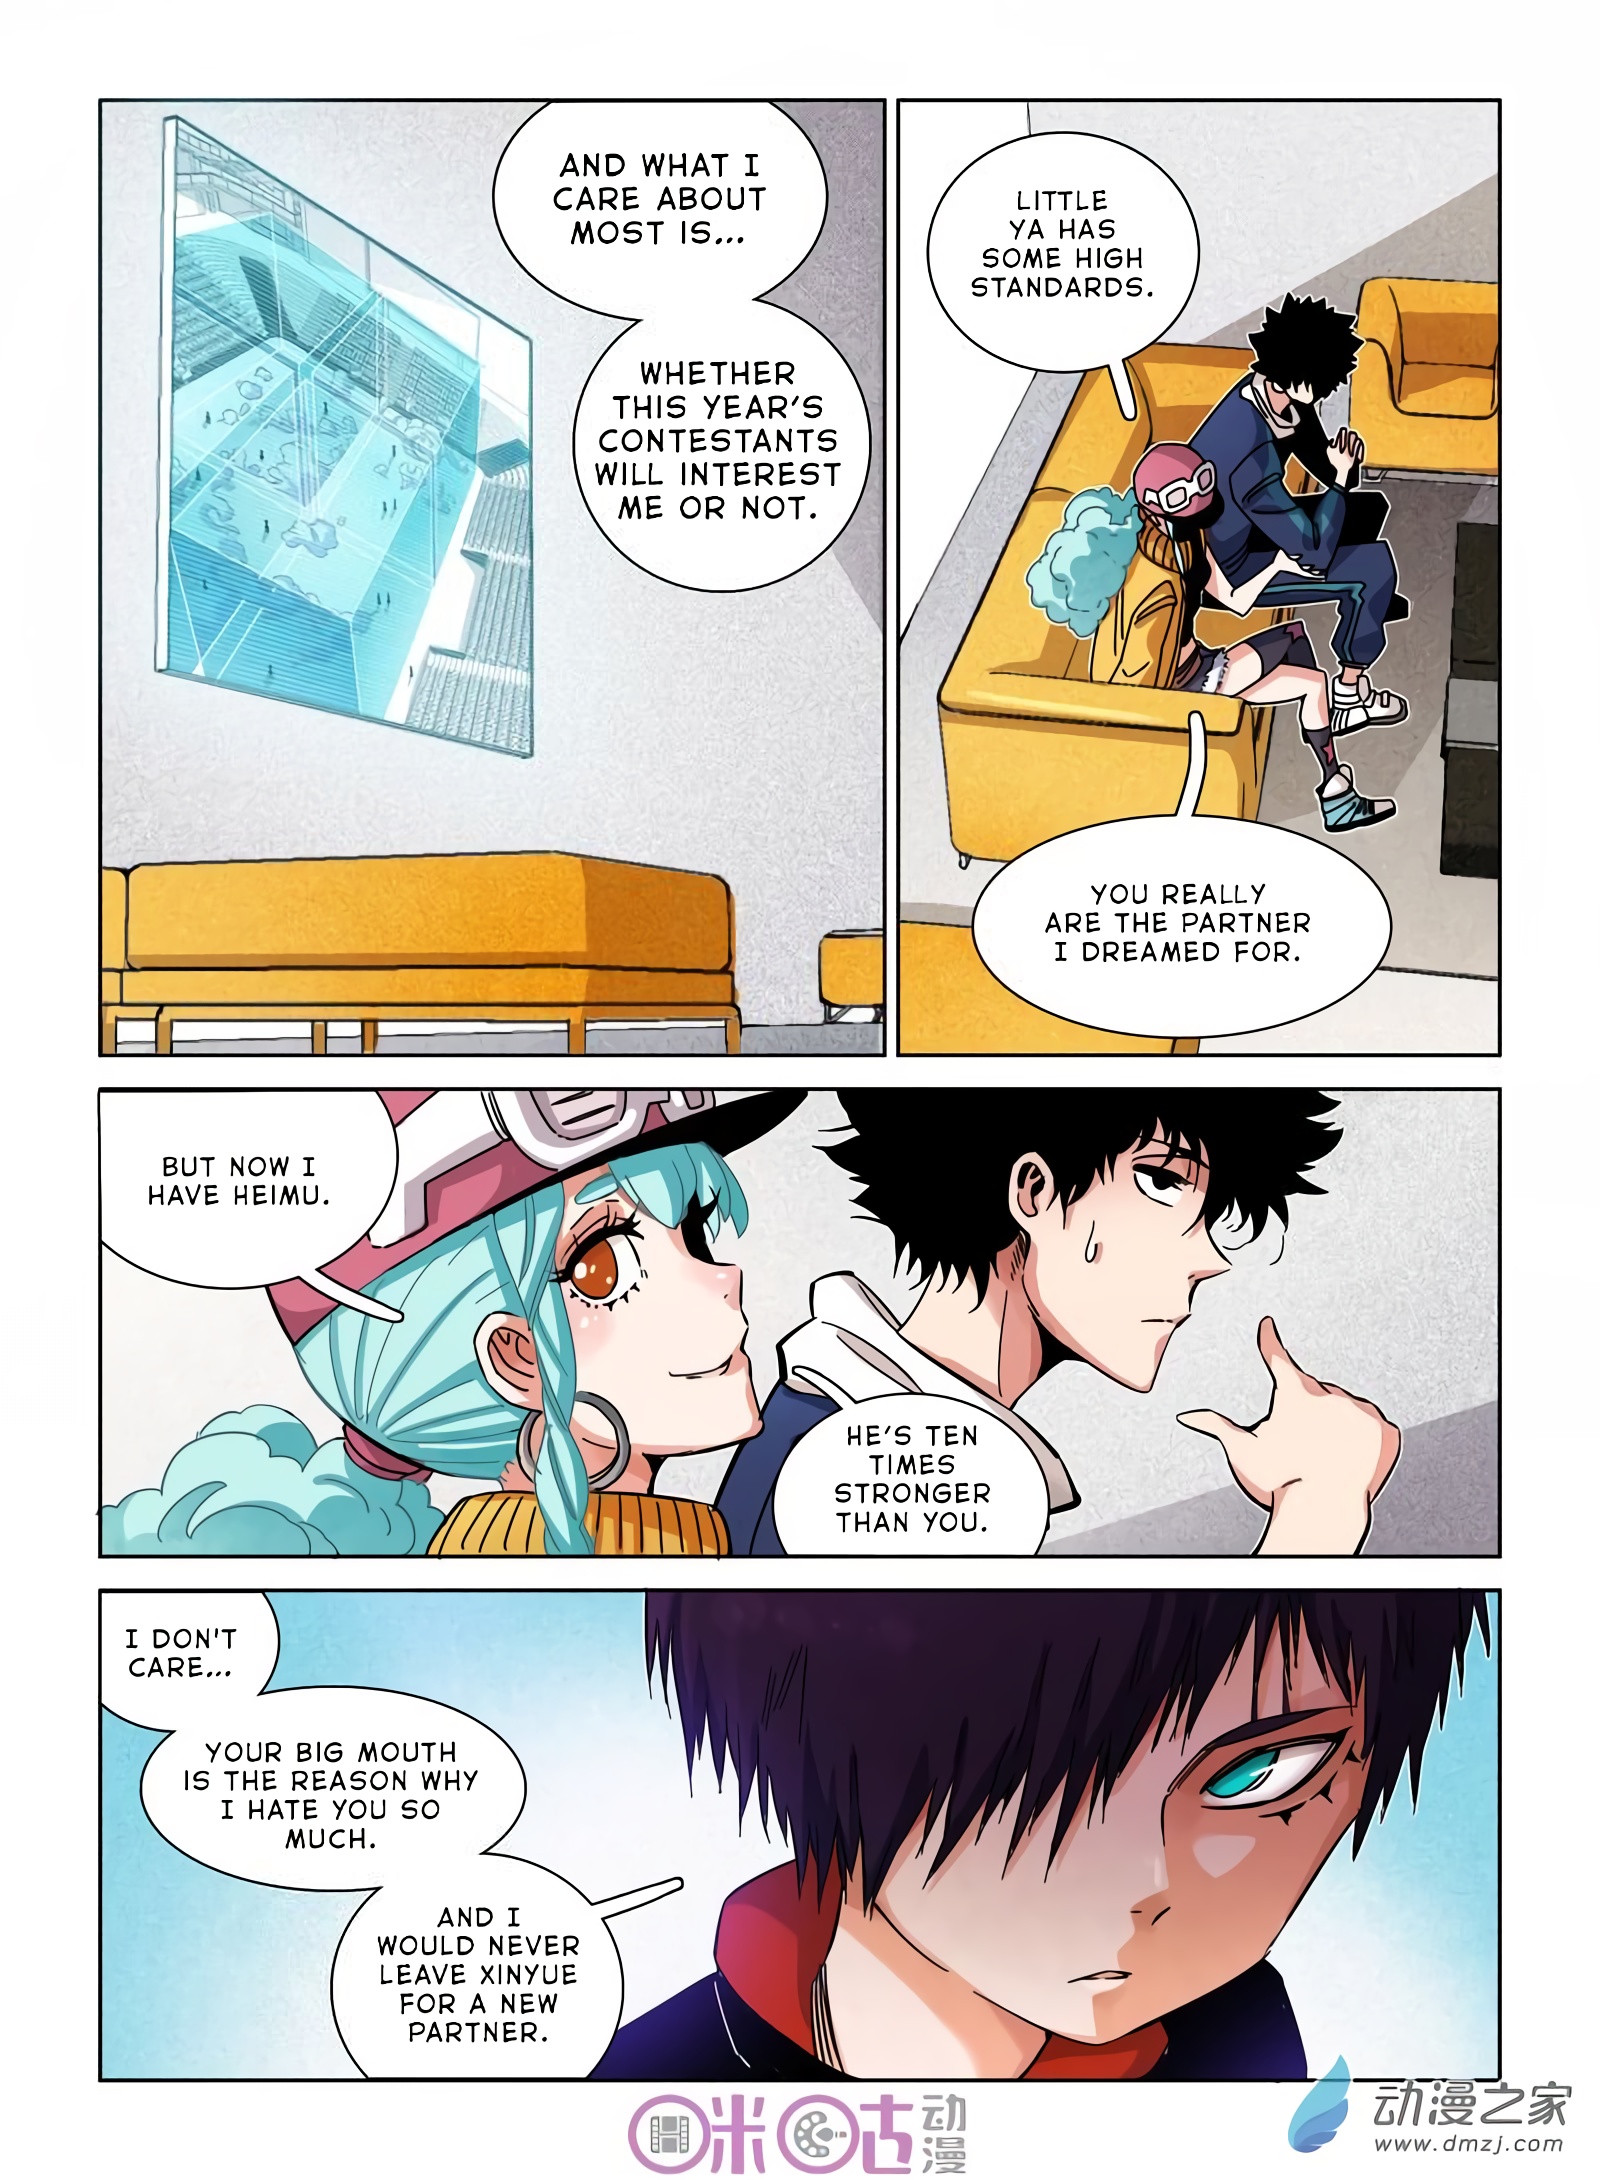 AND WHAT I
CARE ABOUT
MOST IS...
WHETHER
THIS YEAR'S
CONTESTANTS
WILL INTEREST
ME OR NOT.
LITTLE
YA HAS
SOME HIGH
STANDARDS.
YOU REALLY
ARE THE PARTNER
I DREAMED FOR.
BUT NOW I
HAVE HEIMU.
HE'S TEN
TIMES
STRONGER
THAN YOU.
I DON'T
CARE...
YOUR BIG MOUTH
IS THE REASON WHY
I HATE YOU SO
MUCH.
AND I
WOULD NEVER
LEAVE XINYUE
FOR A NEW
PARTNER.
咪咕动漫
动漫之家
www.dmzj.com